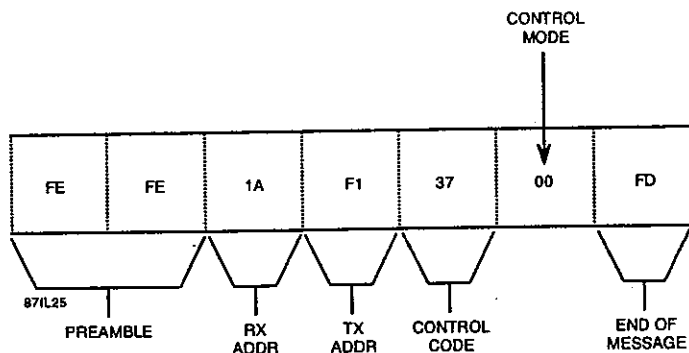 CONTROL
MODE
FE FE 1A F1 37 00 FD
871L25
PREAMBLE
RX
ADDR
TX
ADDR
CONTROL
CODE
END OF
MESSAGE